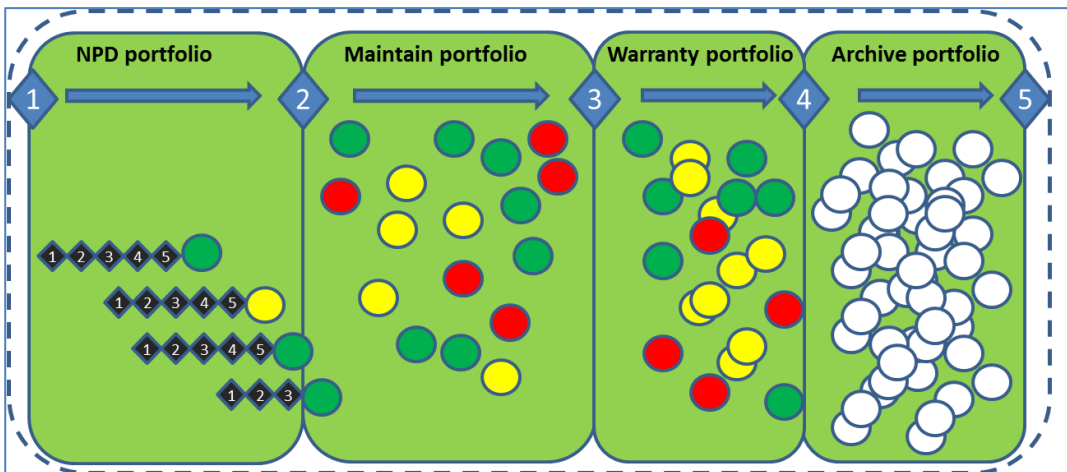 NPD portfolio
Maintain portfolio
Warranty portfolio
Archive portfolio
1
2
3
4
5
1 2 3 4 5
1 2 3 4 5
1 2 3 4 5
1 2 3